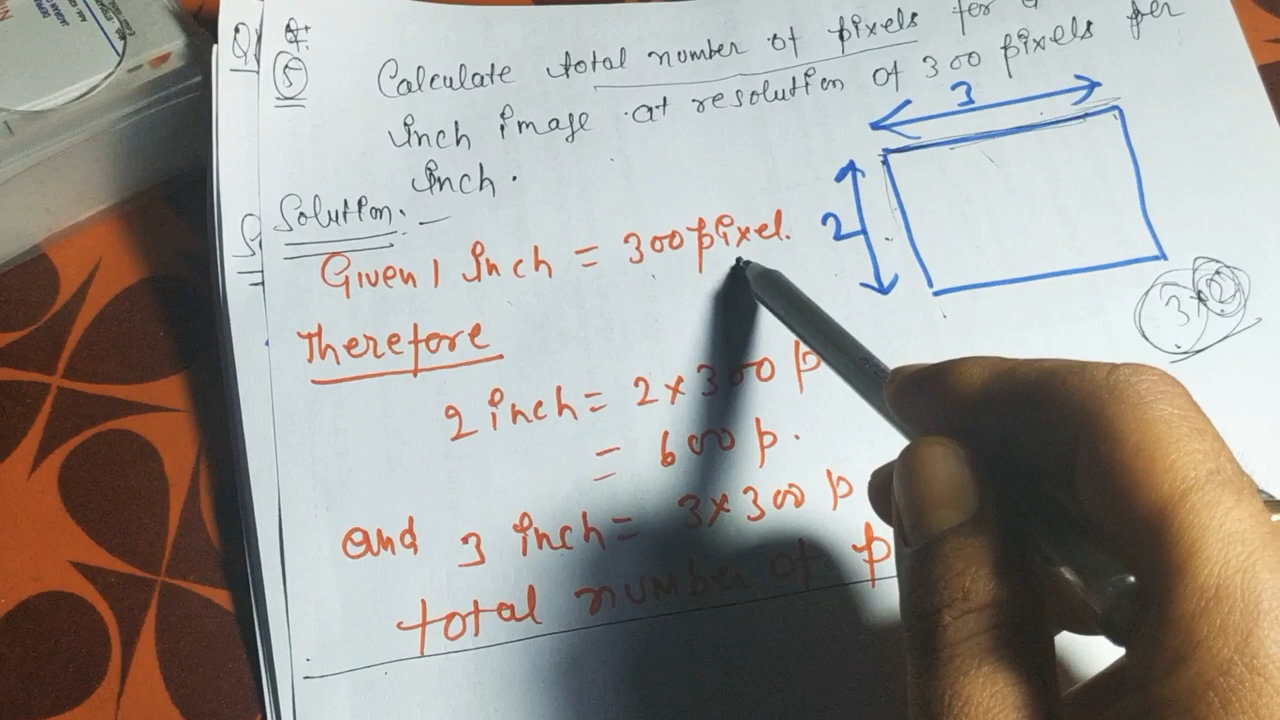 Q
Q.
5
Calculate total number of pixels for a
inch image at resolution of 300 pixels per
inch.
3
2
Solution: -
Given 1 inch = 300 pixel.
Therefore
2 inch = 2 x 300 p
= 600 p.
and 3 inch = 3 x 300 p
total number of p